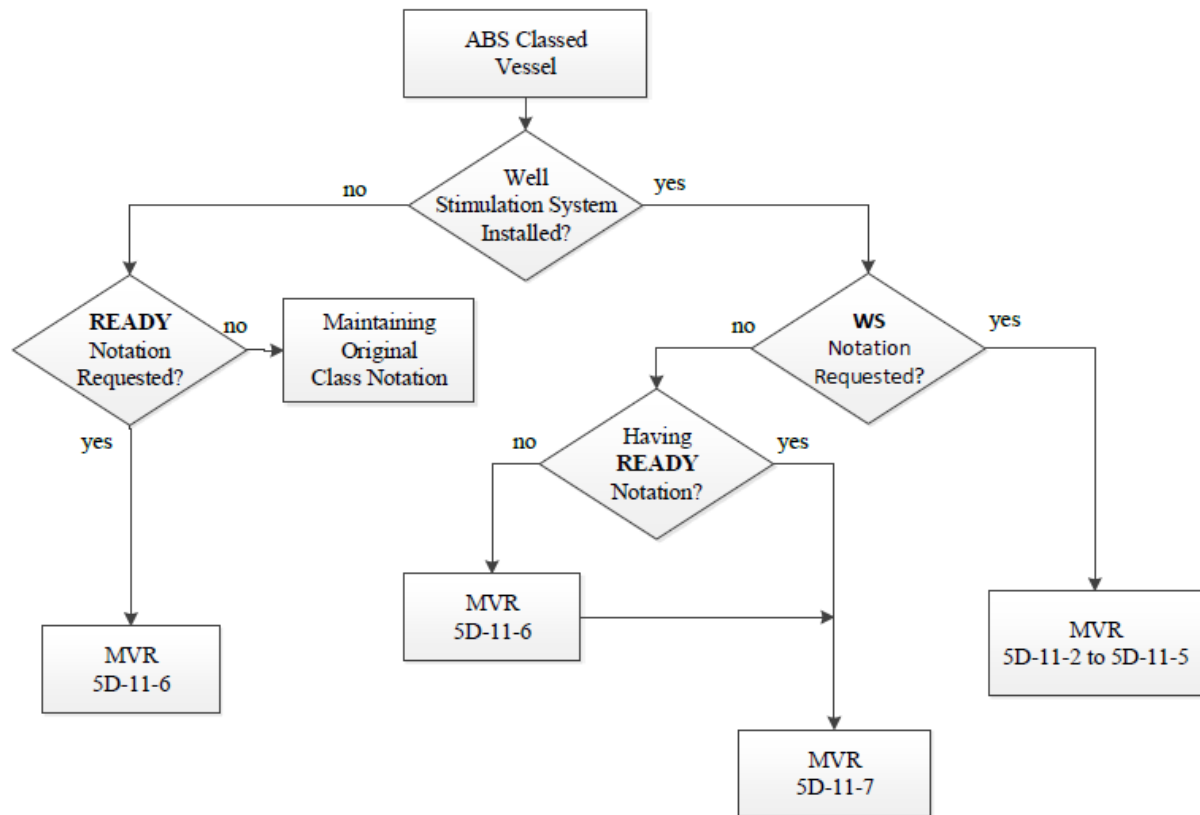 ABS Classed
Vessel
Well
Stimulation System
Installed?
no
yes
READY
Notation
Requested?
no
yes
Maintaining
Original
Class Notation
WS
Notation
Requested?
no
yes
Having
READY
Notation?
no
yes
MVR
5D-11-6
MVR
5D-11-6
MVR
5D-11-2 to 5D-11-5
MVR
5D-11-7